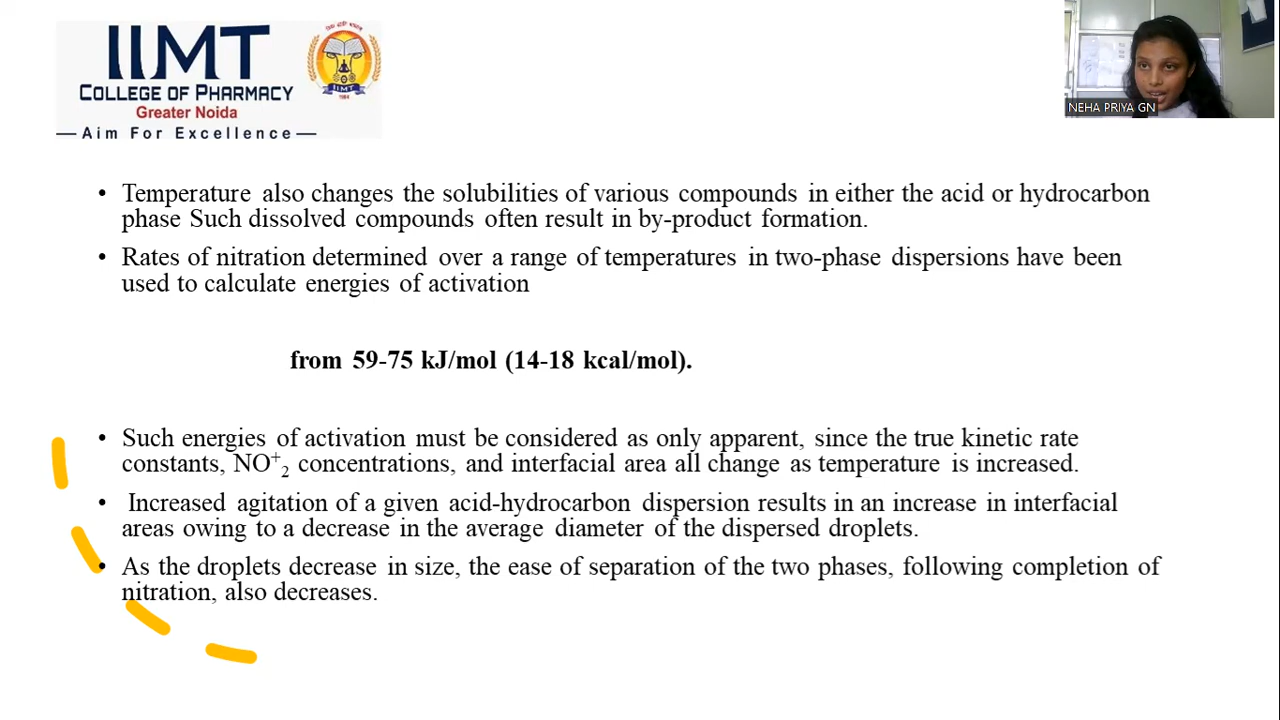 IIMT
COLLEGE OF PHARMACY
Greater Noida
Aim For Excellence
IIMT
NEHA PRIYA GN
• Temperature also changes the solubilities of various compounds in either the acid or hydrocarbon
phase Such dissolved compounds often result in by-product formation.
• Rates of nitration determined over a range of temperatures in two-phase dispersions have been
used to calculate energies of activation
from 59-75 kJ/mol (14-18 kcal/mol).
• Such energies of activation must be considered as only apparent, since the true kinetic rate
constants, NO⁺₂ concentrations, and interfacial area all change as temperature is increased.
• Increased agitation of a given acid-hydrocarbon dispersion results in an increase in interfacial
areas owing to a decrease in the average diameter of the dispersed droplets.
• As the droplets decrease in size, the ease of separation of the two phases, following completion of
nitration, also decreases.